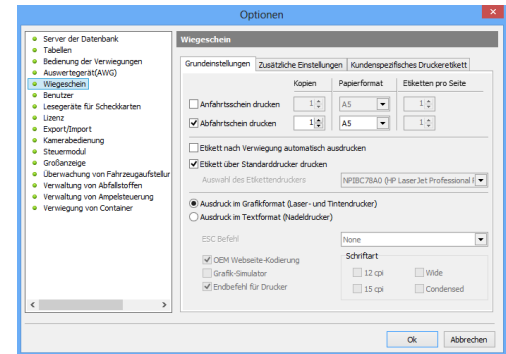 Optionen
Server der Datenbank
Tabellen
Bedienung der Verwiegungen
Auswertegerät(AWG)
Wiegeschein
Benutzer
Lesegeräte für Scheckkarten
Lizenz
Export/Import
Kamerabedienung
Steuermodul
Großanzeige
Überwachung von Fahrzeugaufstellur
Verwaltung von Abfallstoffen
Verwaltung von Ampelsteuerung
Verwiegung von Container
Wiegeschein
Grundeinstellungen Zusätzliche Einstellungen Kundenspezifisches Druckeretikett
Kopien Papierformat Etiketten pro Seite
Anfahrtsschein drucken 1 A5 1
Abfahrtschein drucken 1 A5 1
Etikett nach Verwiegung automatisch ausdrucken
Etikett über Standarddrucker drucken
Auswahl des Etikettendruckers NPIBC78A0 (HP LaserJet Professional
Ausdruck im Grafikformat (Laser- und Tintendrucker)
Ausdruck im Textformat (Nadeldrucker)
ESC Befehl None
OEM Webseite-Kodierung
Grafik-Simulator
Endbefehl für Drucker
Schriftart
12 cpi Wide
15 cpi Condensed
Ok Abbrechen